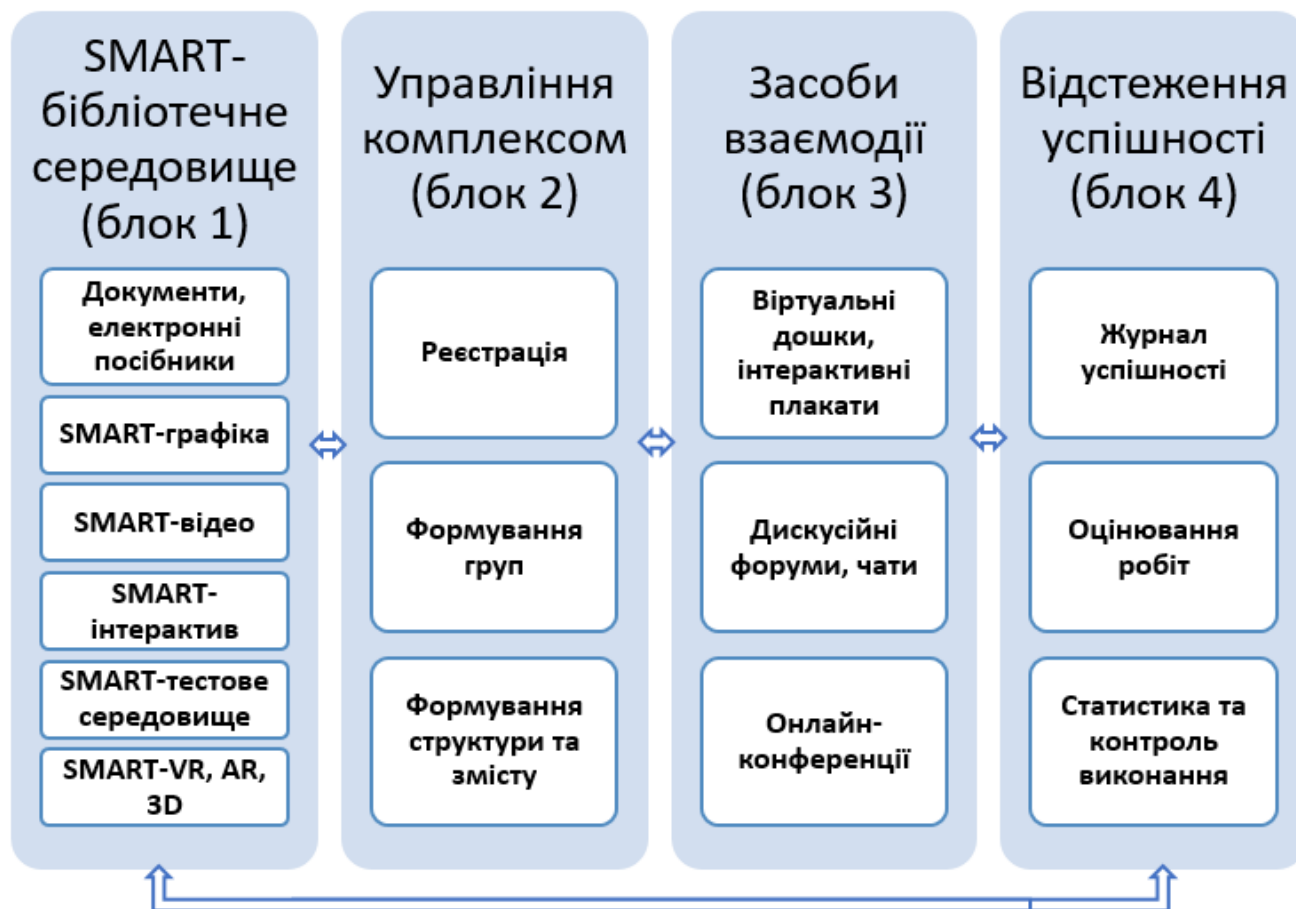 SMART-
бібліотечне
середовище
(блок 1)
Документи,
електронні
посібники
SMART-графіка
SMART-відео
SMART-
інтерактив
SMART-тестове
середовище
SMART-VR, AR,
3D
Управління
комплексом
(блок 2)
Реєстрація
Формування
груп
Формування
структури та
змісту
Засоби
взаємодії
(блок 3)
Віртуальні
дошки,
інтерактивні
плакати
Дискусійні
форуми, чати
Онлайн-
конференції
Відстеження
успішності
(блок 4)
Журнал
успішності
Оцінювання
робіт
Статистика та
контроль
виконання